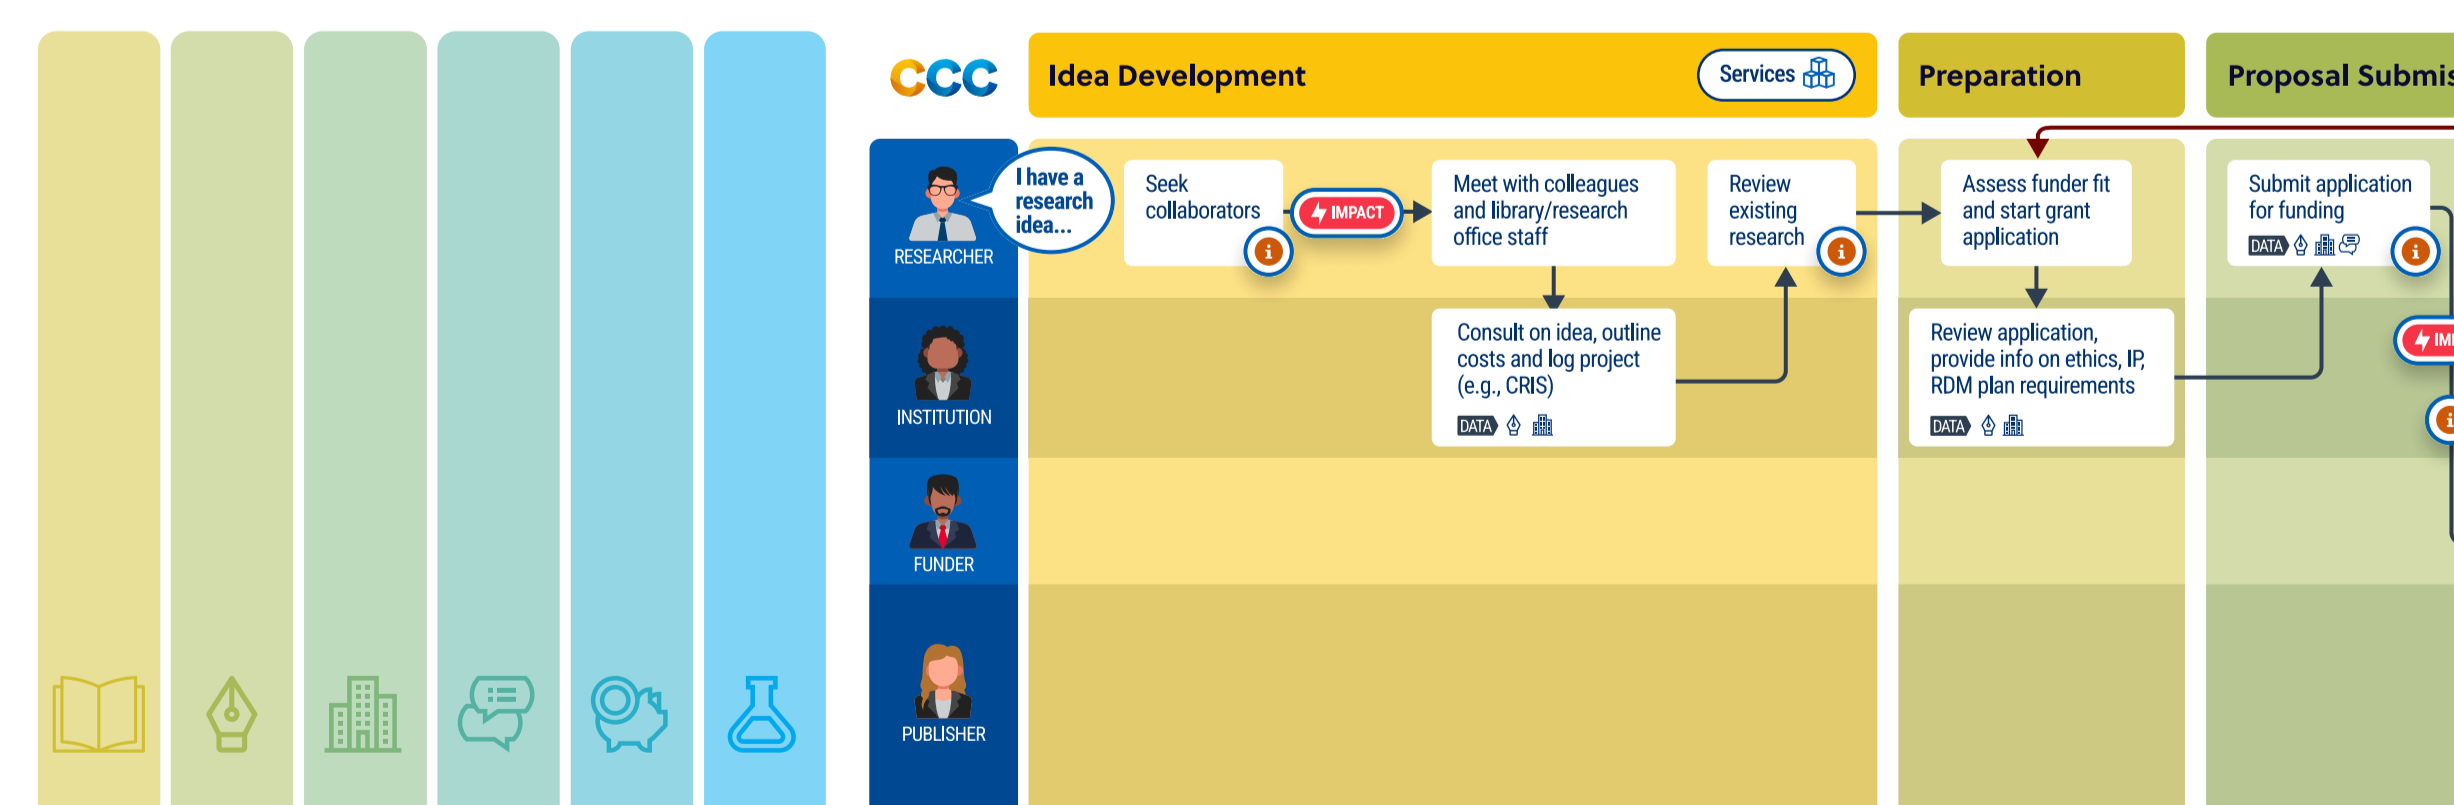 CCC
Idea Development
Services
Preparation
Proposal Submis
RESEARCHER
I have a
research
idea...
Seek
collaborators
IMPACT
Meet with colleagues
and library/research
office staff
Review
existing
research
Assess funder fit
and start grant
application
Submit application
for funding
DATA
INSTITUTION
Consult on idea, outline
costs and log project
(e.g., CRIS)
DATA
Review application,
provide info on ethics, IP,
RDM plan requirements
DATA
IM
FUNDER
PUBLISHER